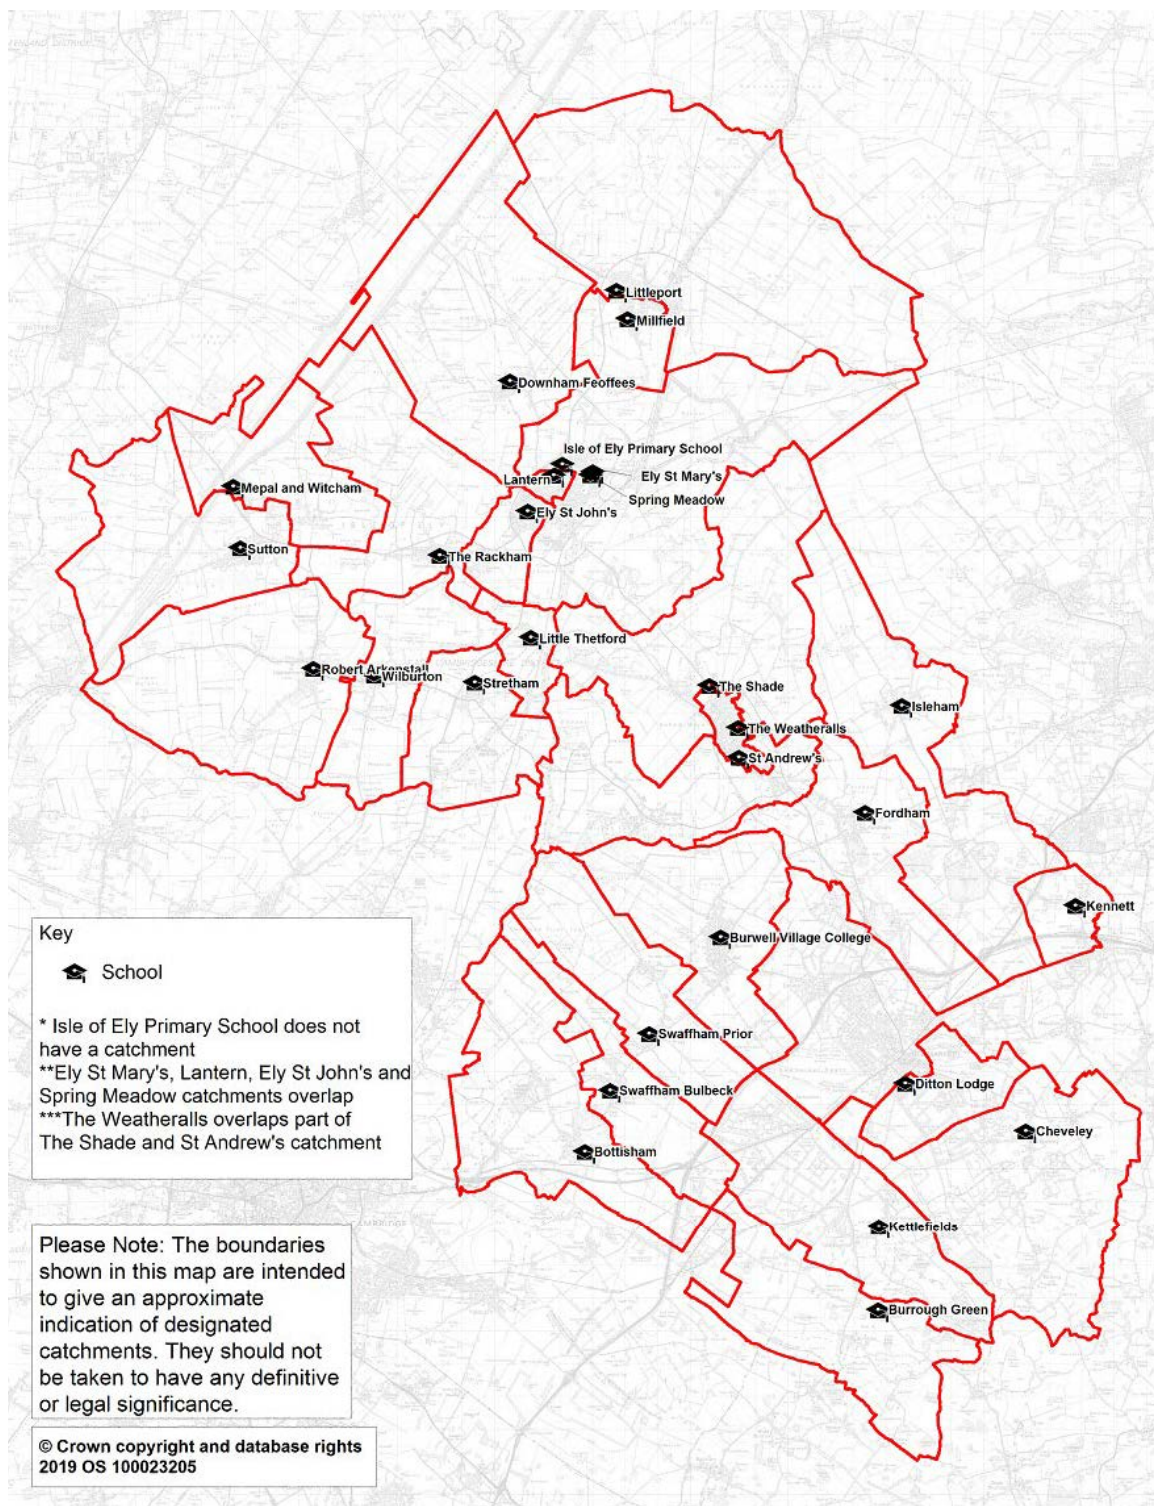 Littleport
Millfield
Downham Feoffees
Isle of Ely Primary School
Lantern
Ely St Mary's
Spring Meadow
Mepal and Witcham
Ely St John's
Sutton
The Rackham
Little Thetford
Robert Arkenstall
Wilburton
Stretham
The Shade
Isleham
The Weatheralls
St Andrew's
Fordham
Kennett
Burwell Village College
Swaffham Prior
Ditton Lodge
Swaffham Bulbeck
Cheveley
Bottisham
Kettlefields
Burrough Green
Key
School
* Isle of Ely Primary School does not
have a catchment
**Ely St Mary's, Lantern, Ely St John's and
Spring Meadow catchments overlap
***The Weatheralls overlaps part of
The Shade and St Andrew's catchment
Please Note: The boundaries
shown in this map are intended
to give an approximate
indication of designated
catchments. They should not
be taken to have any definitive
or legal significance.
© Crown copyright and database rights
2019 OS 100023205